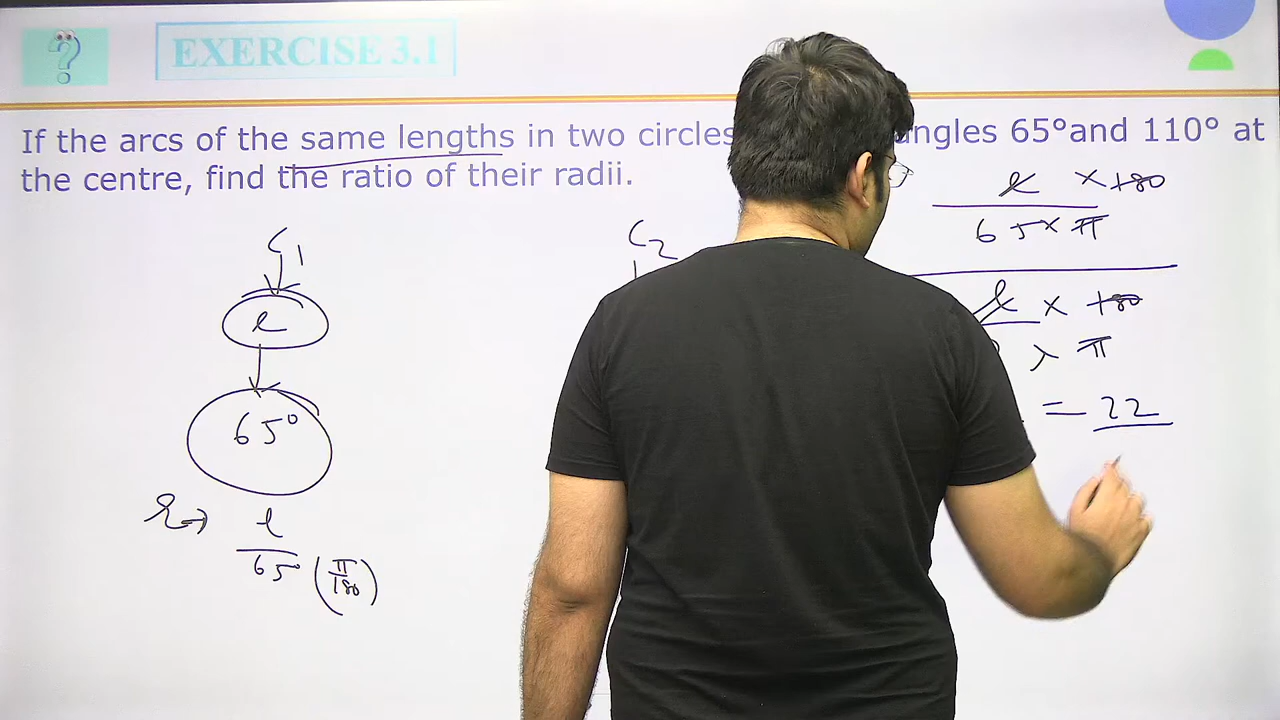 ?
EXERCISE 3.1
If the arcs of the same lengths in two circles angles 65°and 110° at
the centre, find the ratio of their radii.
C1
l
65°
r → l
65° (π/180)
C2
l × 180
65 × π
l × 180
× π
= 22